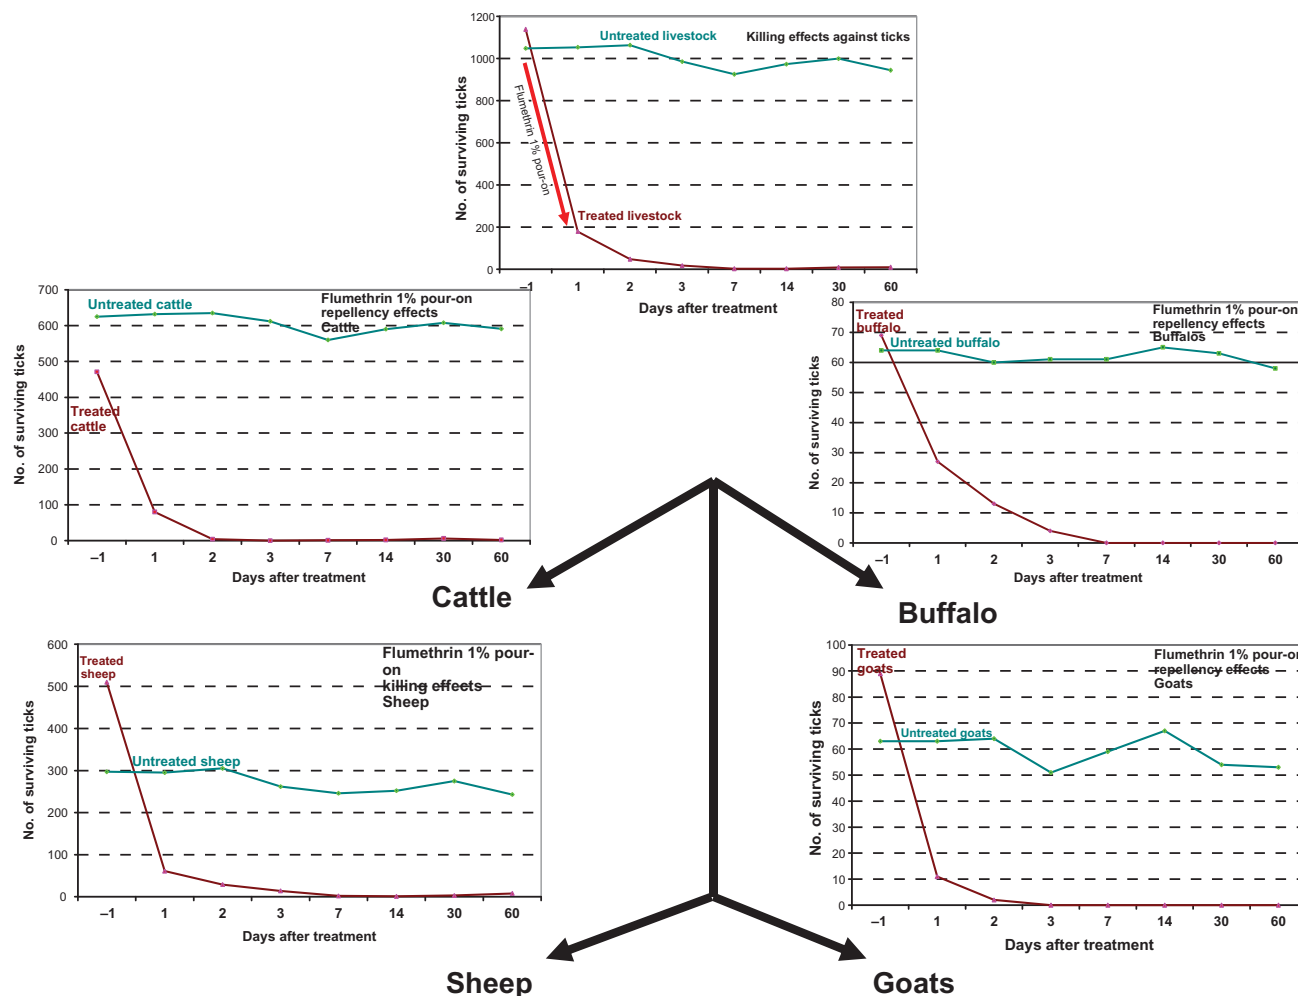 1200
1000
800
600
400
200
0
No. of surviving ticks
Untreated livestock
Killing effects against ticks
Flumethrin 1% pour-on
Treated livestock
–1 1 2 3 7 14 30 60
Days after treatment
700
600
500
400
300
200
100
0
No. of surviving ticks
Untreated cattle
Flumethrin 1% pour-on
repellency effects
Cattle
Treated
cattle
–1 1 2 3 7 14 30 60
Days after treatment
80
70
60
50
40
30
20
10
0
No. of surviving ticks
Treated
buffalo
Untreated buffalo
Flumethrin 1% pour-on
repellency effects
Buffalos
–1 1 2 3 7 14 30 60
Days after treatment
Cattle
Buffalo
600
500
400
300
200
100
0
No. of surviving ticks
Treated
sheep
Untreated sheep
Flumethrin 1% pour-
on
killing effects
Sheep
–1 1 2 3 7 14 30 60
Days after treatment
100
90
80
70
60
50
40
30
20
10
0
No. of surviving ticks
Treated
goats
Untreated goats
Flumethrin 1% pour-on
repellency effects
Goats
–1 1 2 3 7 14 30 60
Days after treatment
Sheep
Goats